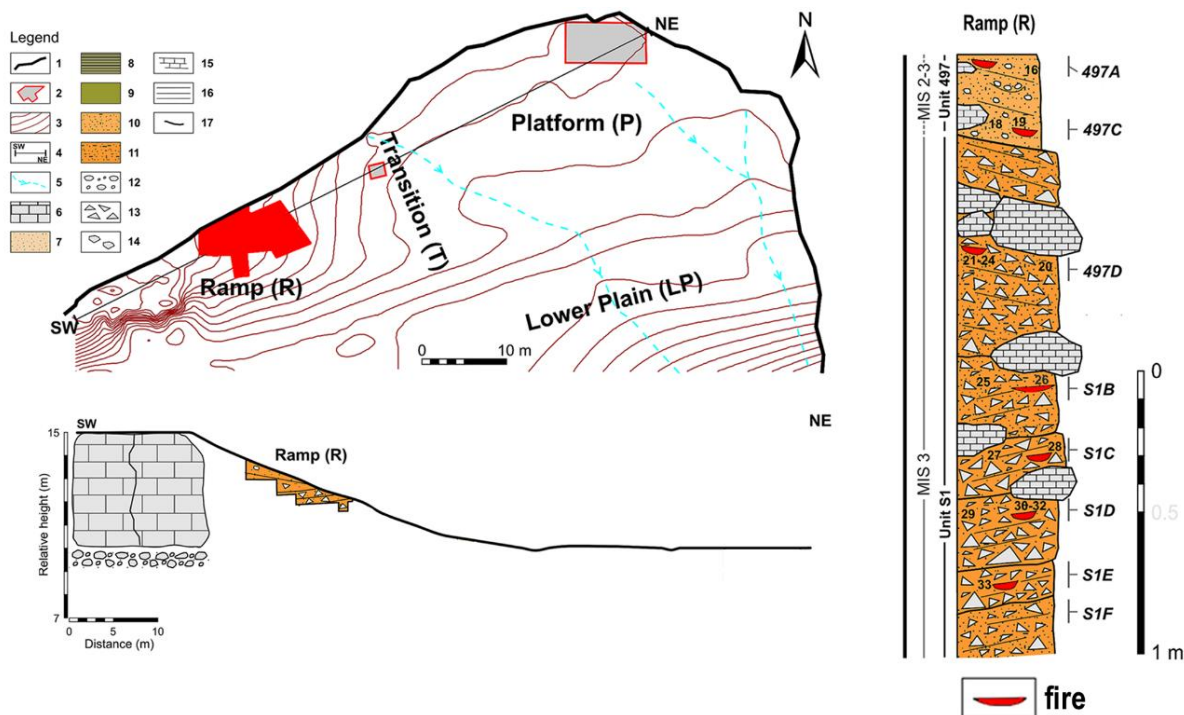 Legend
1 8 15
2 9 16
3 10 17
SW NE 4 11
5 12
6 13
7 14
NE
N
Platform (P)
Transition (T)
Ramp (R)
SW
Lower Plain (LP)
0 10 m
SW NE
15
Ramp (R)
Relative height (m)
7
0 5 10
Distance (m)
Ramp (R)
MIS 2-3
Unit 497
16
497A
18 19
497C
21-24 20
497D
0
25 26
S1B
MIS 3
Unit S1
27 28
S1C
29 30-32
S1D
0.5
33
S1E
S1F
1 m
fire